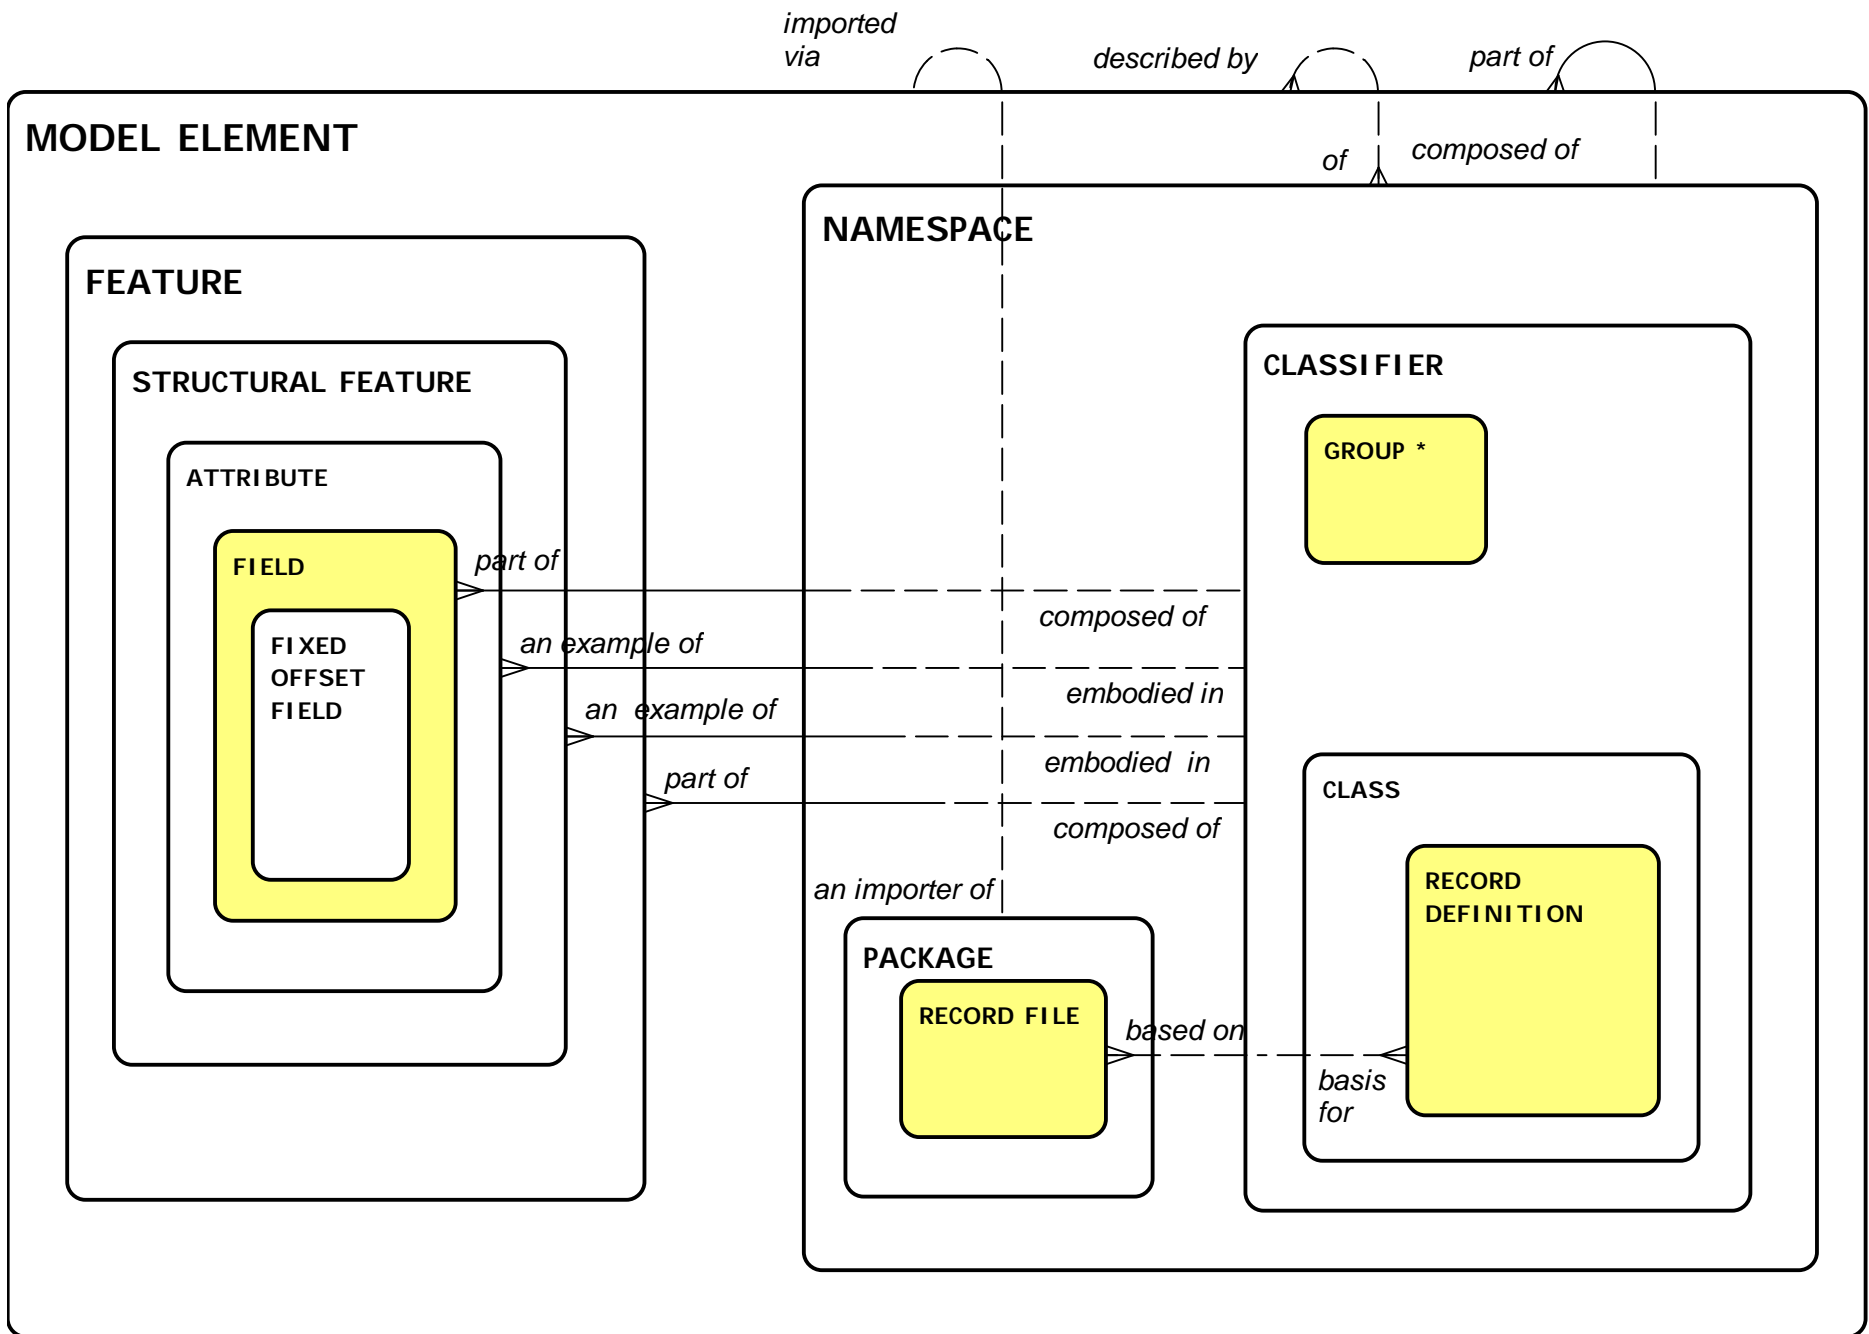 imported
via
described by
part of
MODEL ELEMENT
of
composed of
NAMESPACE
FEATURE
CLASSIFIER
STRUCTURAL FEATURE
GROUP *
ATTRIBUTE
FIELD
part of
composed of
FIXED
OFFSET
FIELD
an example of
embodied in
an example of
embodied in
part of
composed of
CLASS
RECORD
DEFINITION
an importer of
PACKAGE
RECORD FILE
based on
basis
for